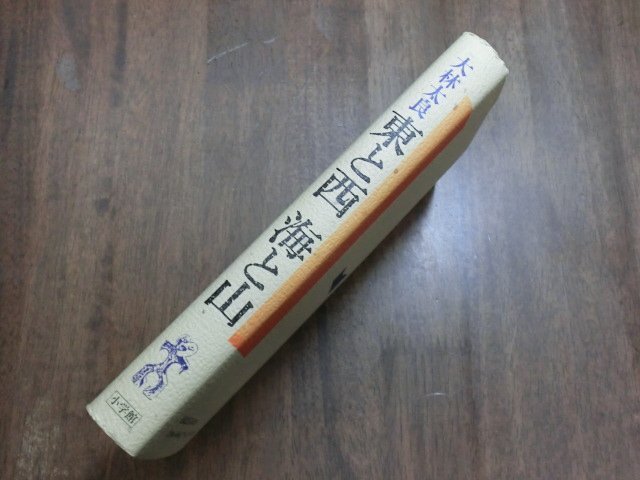 大林太良
東と西 海と山
小学館